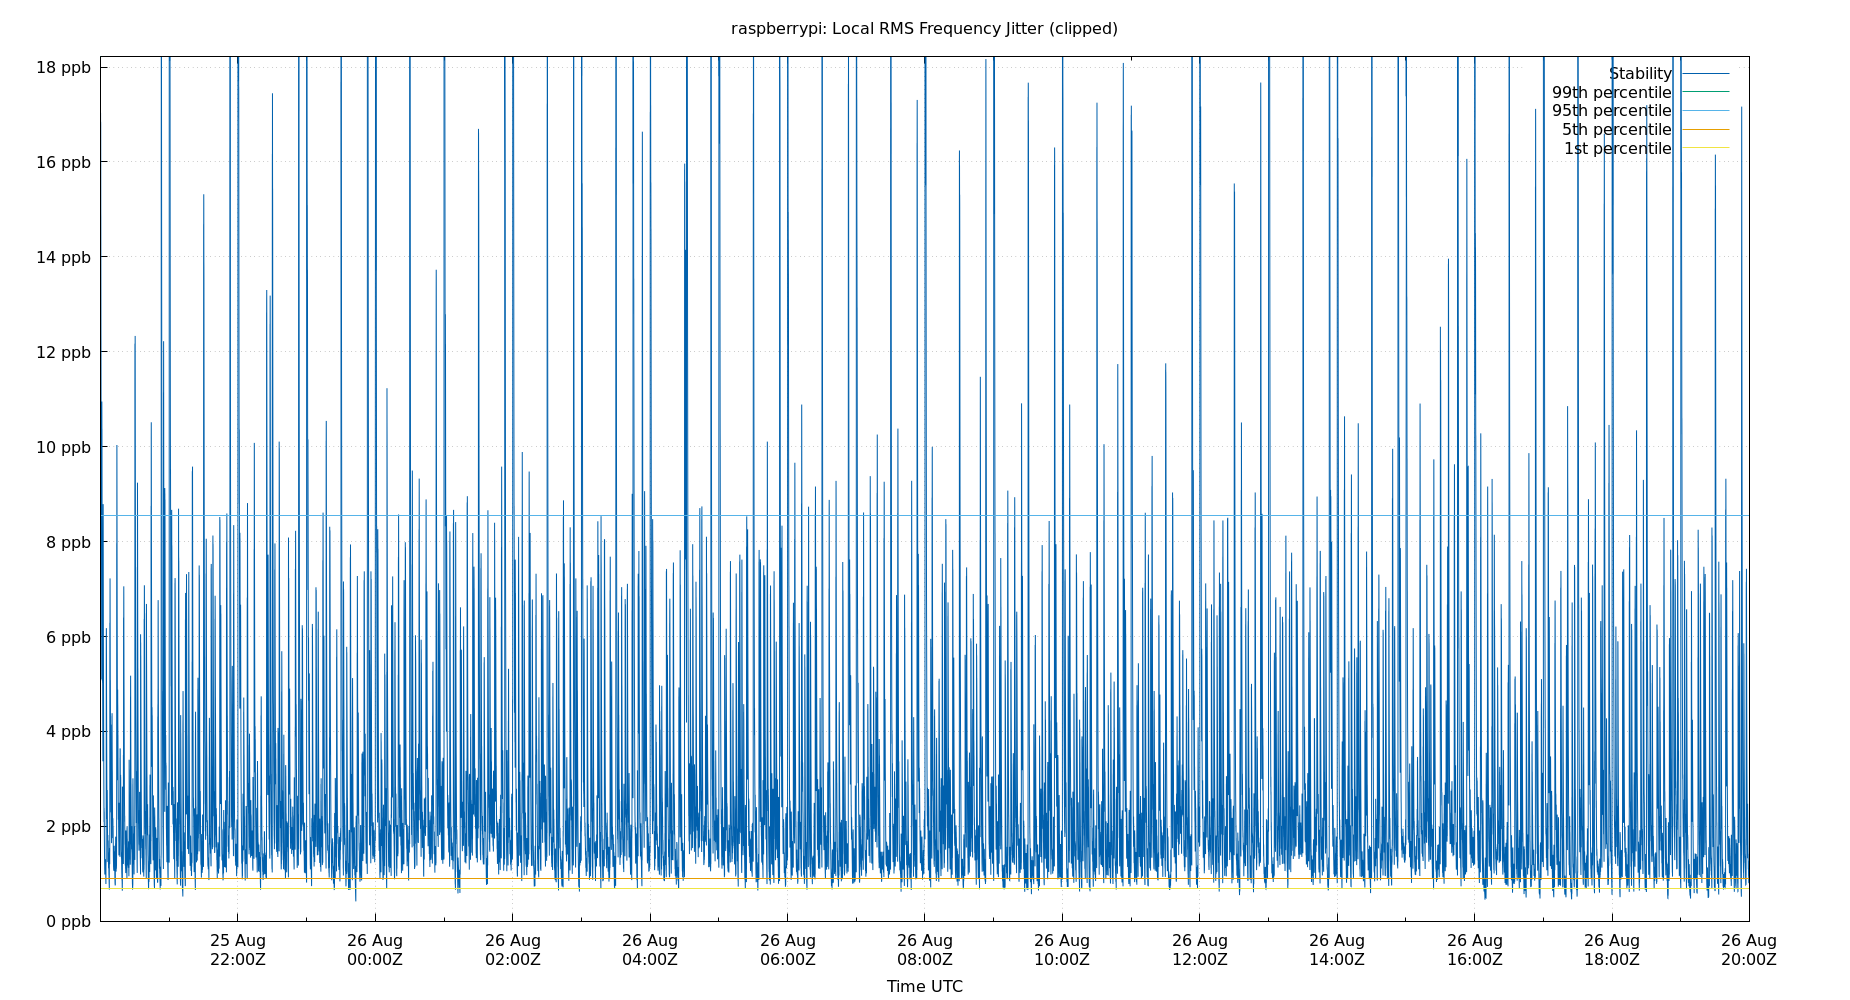 raspberrypi: Local RMS Frequency Jitter (clipped)
18 ppb
16 ppb
14 ppb
12 ppb
10 ppb
8 ppb
6 ppb
4 ppb
2 ppb
0 ppb
Stability
99th percentile
95th percentile
5th percentile
1st percentile
25 Aug 26 Aug 26 Aug 26 Aug 26 Aug 26 Aug 26 Aug 26 Aug 26 Aug 26 Aug 26 Aug 26 Aug
22:00Z 00:00Z 02:00Z 04:00Z 06:00Z 08:00Z 10:00Z 12:00Z 14:00Z 16:00Z 18:00Z 20:00Z
Time UTC